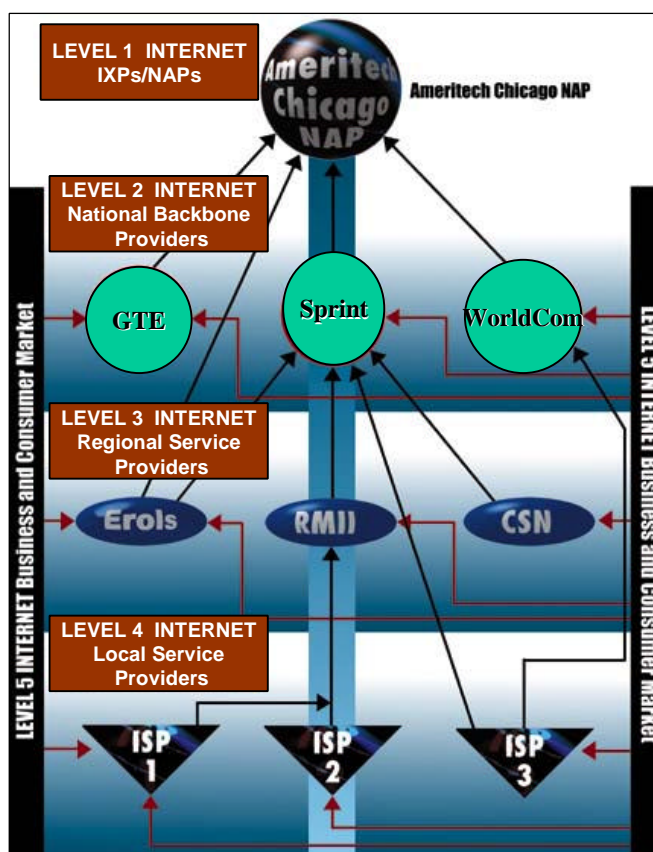 LEVEL 1 INTERNET
IXPs/NAPs
Ameritech
Chicago
NAP
Ameritech Chicago NAP
LEVEL 2 INTERNET
National Backbone
Providers
GTE
Sprint
WorldCom
LEVEL 3 INTERNET
Regional Service
Providers
Erols
RMII
CSN
LEVEL 4 INTERNET
Local Service
Providers
ISP
1
ISP
2
ISP
3
LEVEL 5 INTERNET Business and Consumer Market
LEVEL 5 INTERNET Business and Consumer Market